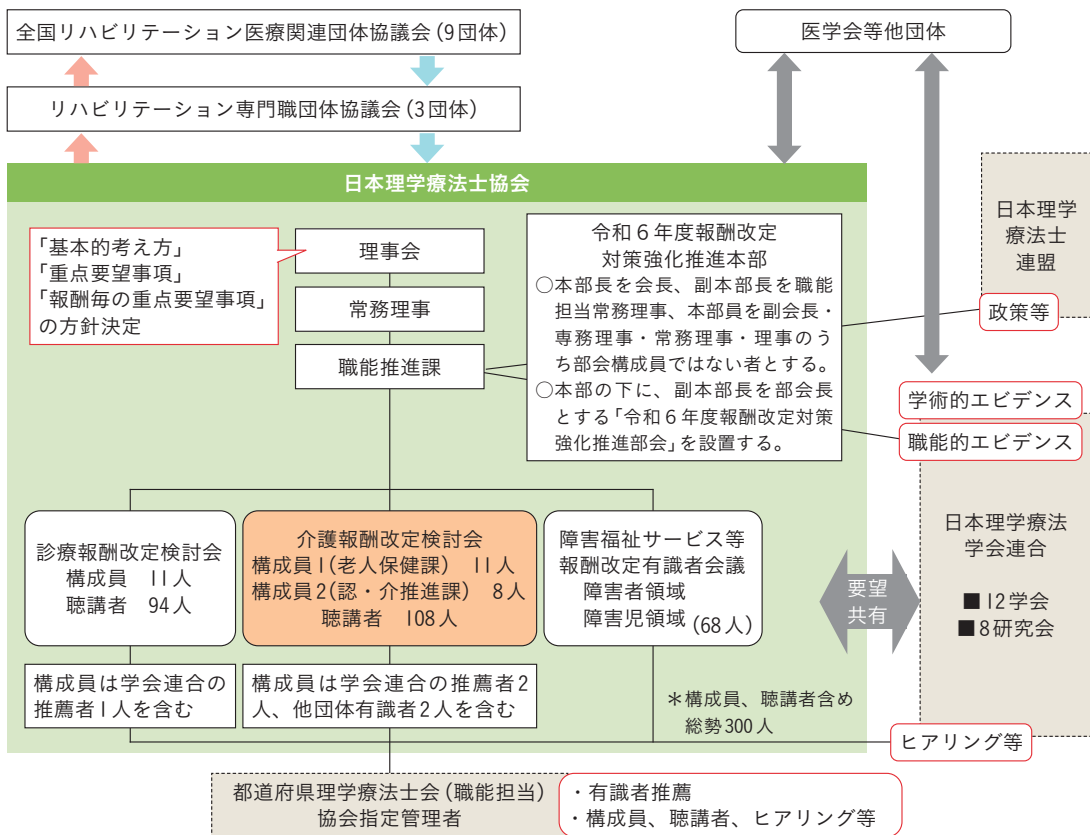 全国リハビリテーション医療関連団体協議会(9団体)
医学会等他団体
リハビリテーション専門職団体協議会(3団体)
日本理学療法士協会
「基本的考え方」
「重点要望事項」
「報酬毎の重点要望事項」
の方針決定
理事会
常務理事
職能推進課
令和6年度報酬改定
対策強化推進本部
○本部長を会長、副本部長を職能
担当常務理事、本部員を副会長・
専務理事・常務理事・理事のう
ち部会構成員ではない者とする。
○本部の下に、副本部長を部会長
とする「令和6年度報酬改定対策
強化推進部会」を設置する。
日本理学
療法士
連盟
政策等
学術的エビデンス
職能的エビデンス
日本理学療法
学会連合
■12学会
■8研究会
要望
共有
診療報酬改定検討会
構成員 11人
聴講者 94人
介護報酬改定検討会
構成員1(老人保健課) 11人
構成員2(認・介推進課) 8人
聴講者 108人
障害福祉サービス等
報酬改定有識者会議
障害者領域
障害児領域(68人)
構成員は学会連合の
推薦者1人を含む
構成員は学会連合の推薦者2
人、他団体有識者2人を含む
*構成員、聴講者含め
総勢300人
ヒアリング等
都道府県理学療法士会(職能担当)
協会指定管理者
・有識者推薦
・構成員、聴講者、ヒアリング等